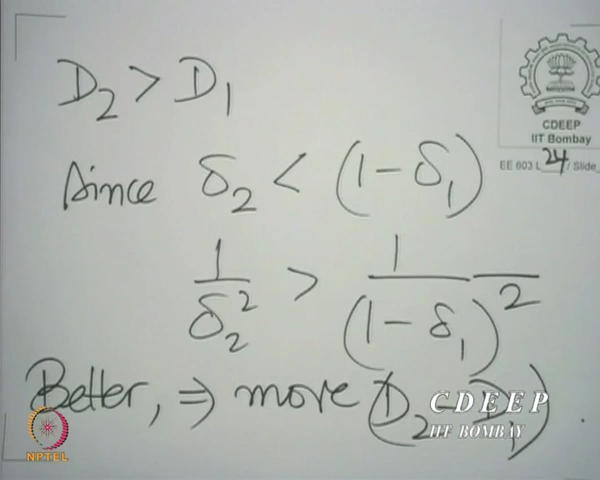 D₂ > D₁
CDEEP
IIT Bombay
EE 603 L 24 / Slide
Since δ₂ < (1 - δ₁)
1/δ₂² > 1/(1 - δ₁)²
Better, ⇒ more (D₂ - D₁)
CDEEP
IIT BOMBAY
NPTEL